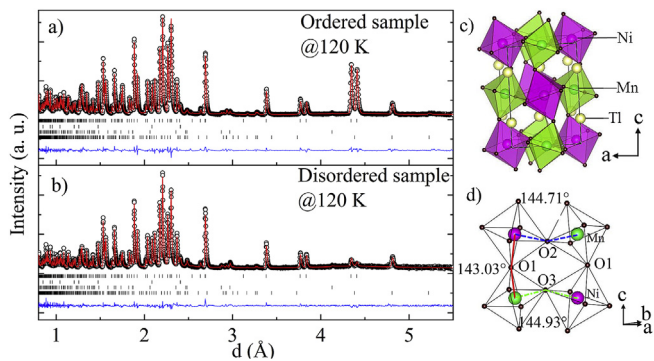 a)
Ordered sample
@120 K
b)
Disordered sample
@120 K
Intensity (a. u.)
1 2 3 4 5
d (Å)
c)
Ni
Mn
Tl
c
a
d)
144.71°
Mn
O2
143.03°
O1
O1
O3
Ni
144.93°
c
b
a